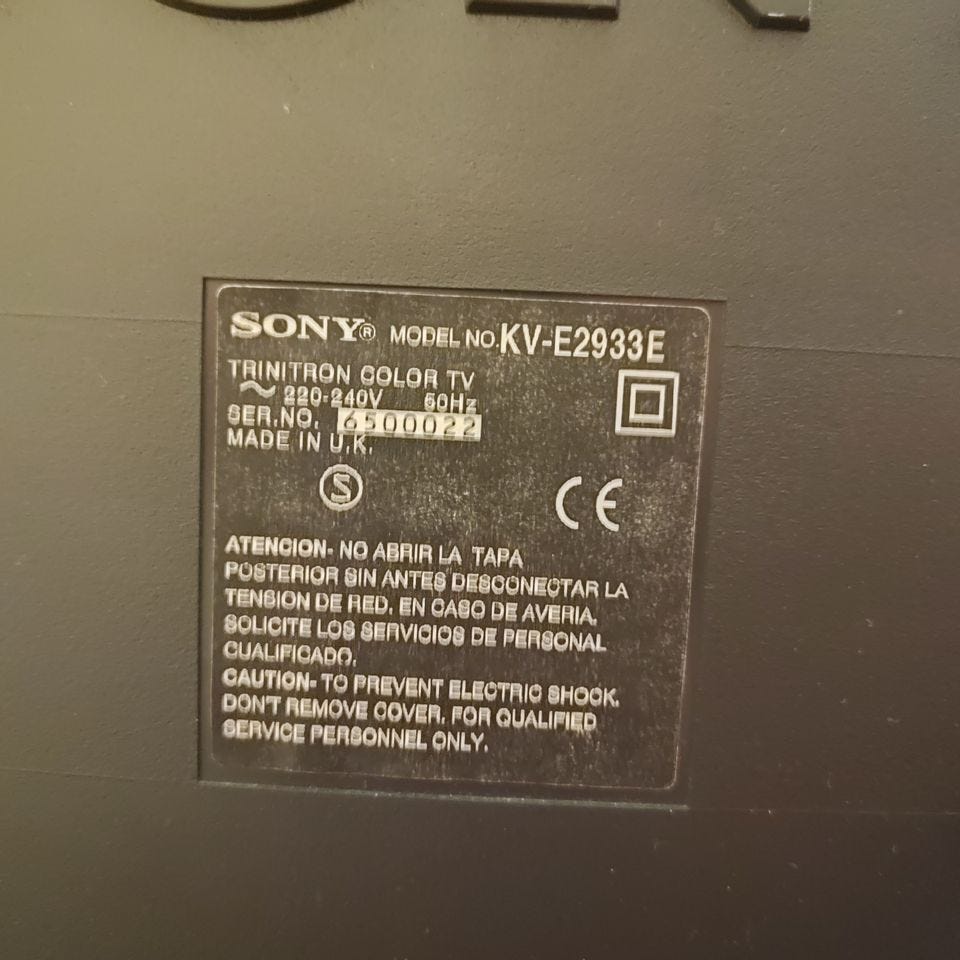 SONY® MODEL NO. KV-E2933E
TRINITRON COLOR TV
~ 220-240V 50Hz
SER.NO. 6500022
MADE IN U.K.
S
CE
ATENCION- NO ABRIR LA TAPA
POSTERIOR SIN ANTES DESCONECTAR LA
TENSION DE RED. EN CASO DE AVERIA,
SOLICITE LOS SERVICIOS DE PERSONAL
CUALIFICADO.
CAUTION- TO PREVENT ELECTRIC SHOCK,
DON'T REMOVE COVER. FOR QUALIFIED
SERVICE PERSONNEL ONLY.